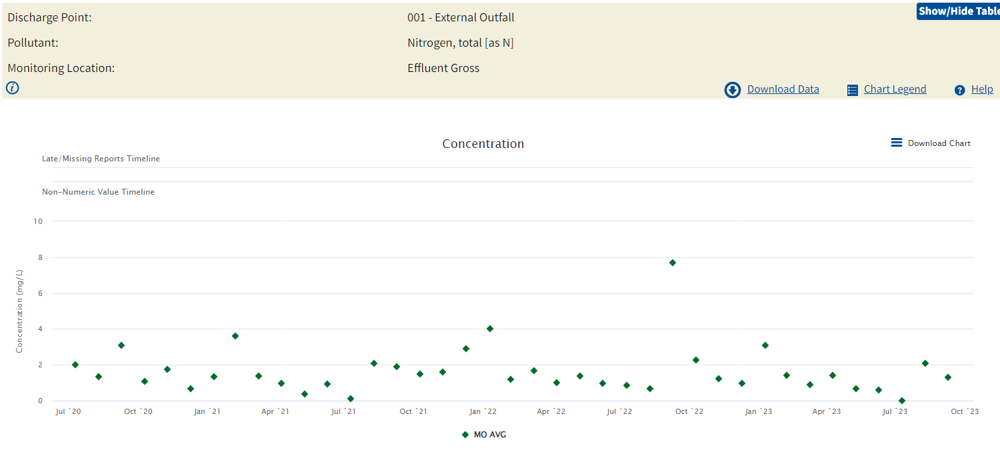 Discharge Point: 001 - External Outfall Show/Hide Table
Pollutant: Nitrogen, total [as N]
Monitoring Location: Effluent Gross
i
Download Data Chart Legend ? Help
Concentration
Download Chart
Late/Missing Reports Timeline
Non-Numeric Value Timeline
10
8
6
4
2
0
Concentration (mg/L)
Jul `20 Oct `20 Jan `21 Apr `21 Jul `21 Oct `21 Jan `22 Apr `22 Jul `22 Oct `22 Jan `23 Apr `23 Jul `23 Oct `23
MO AVG